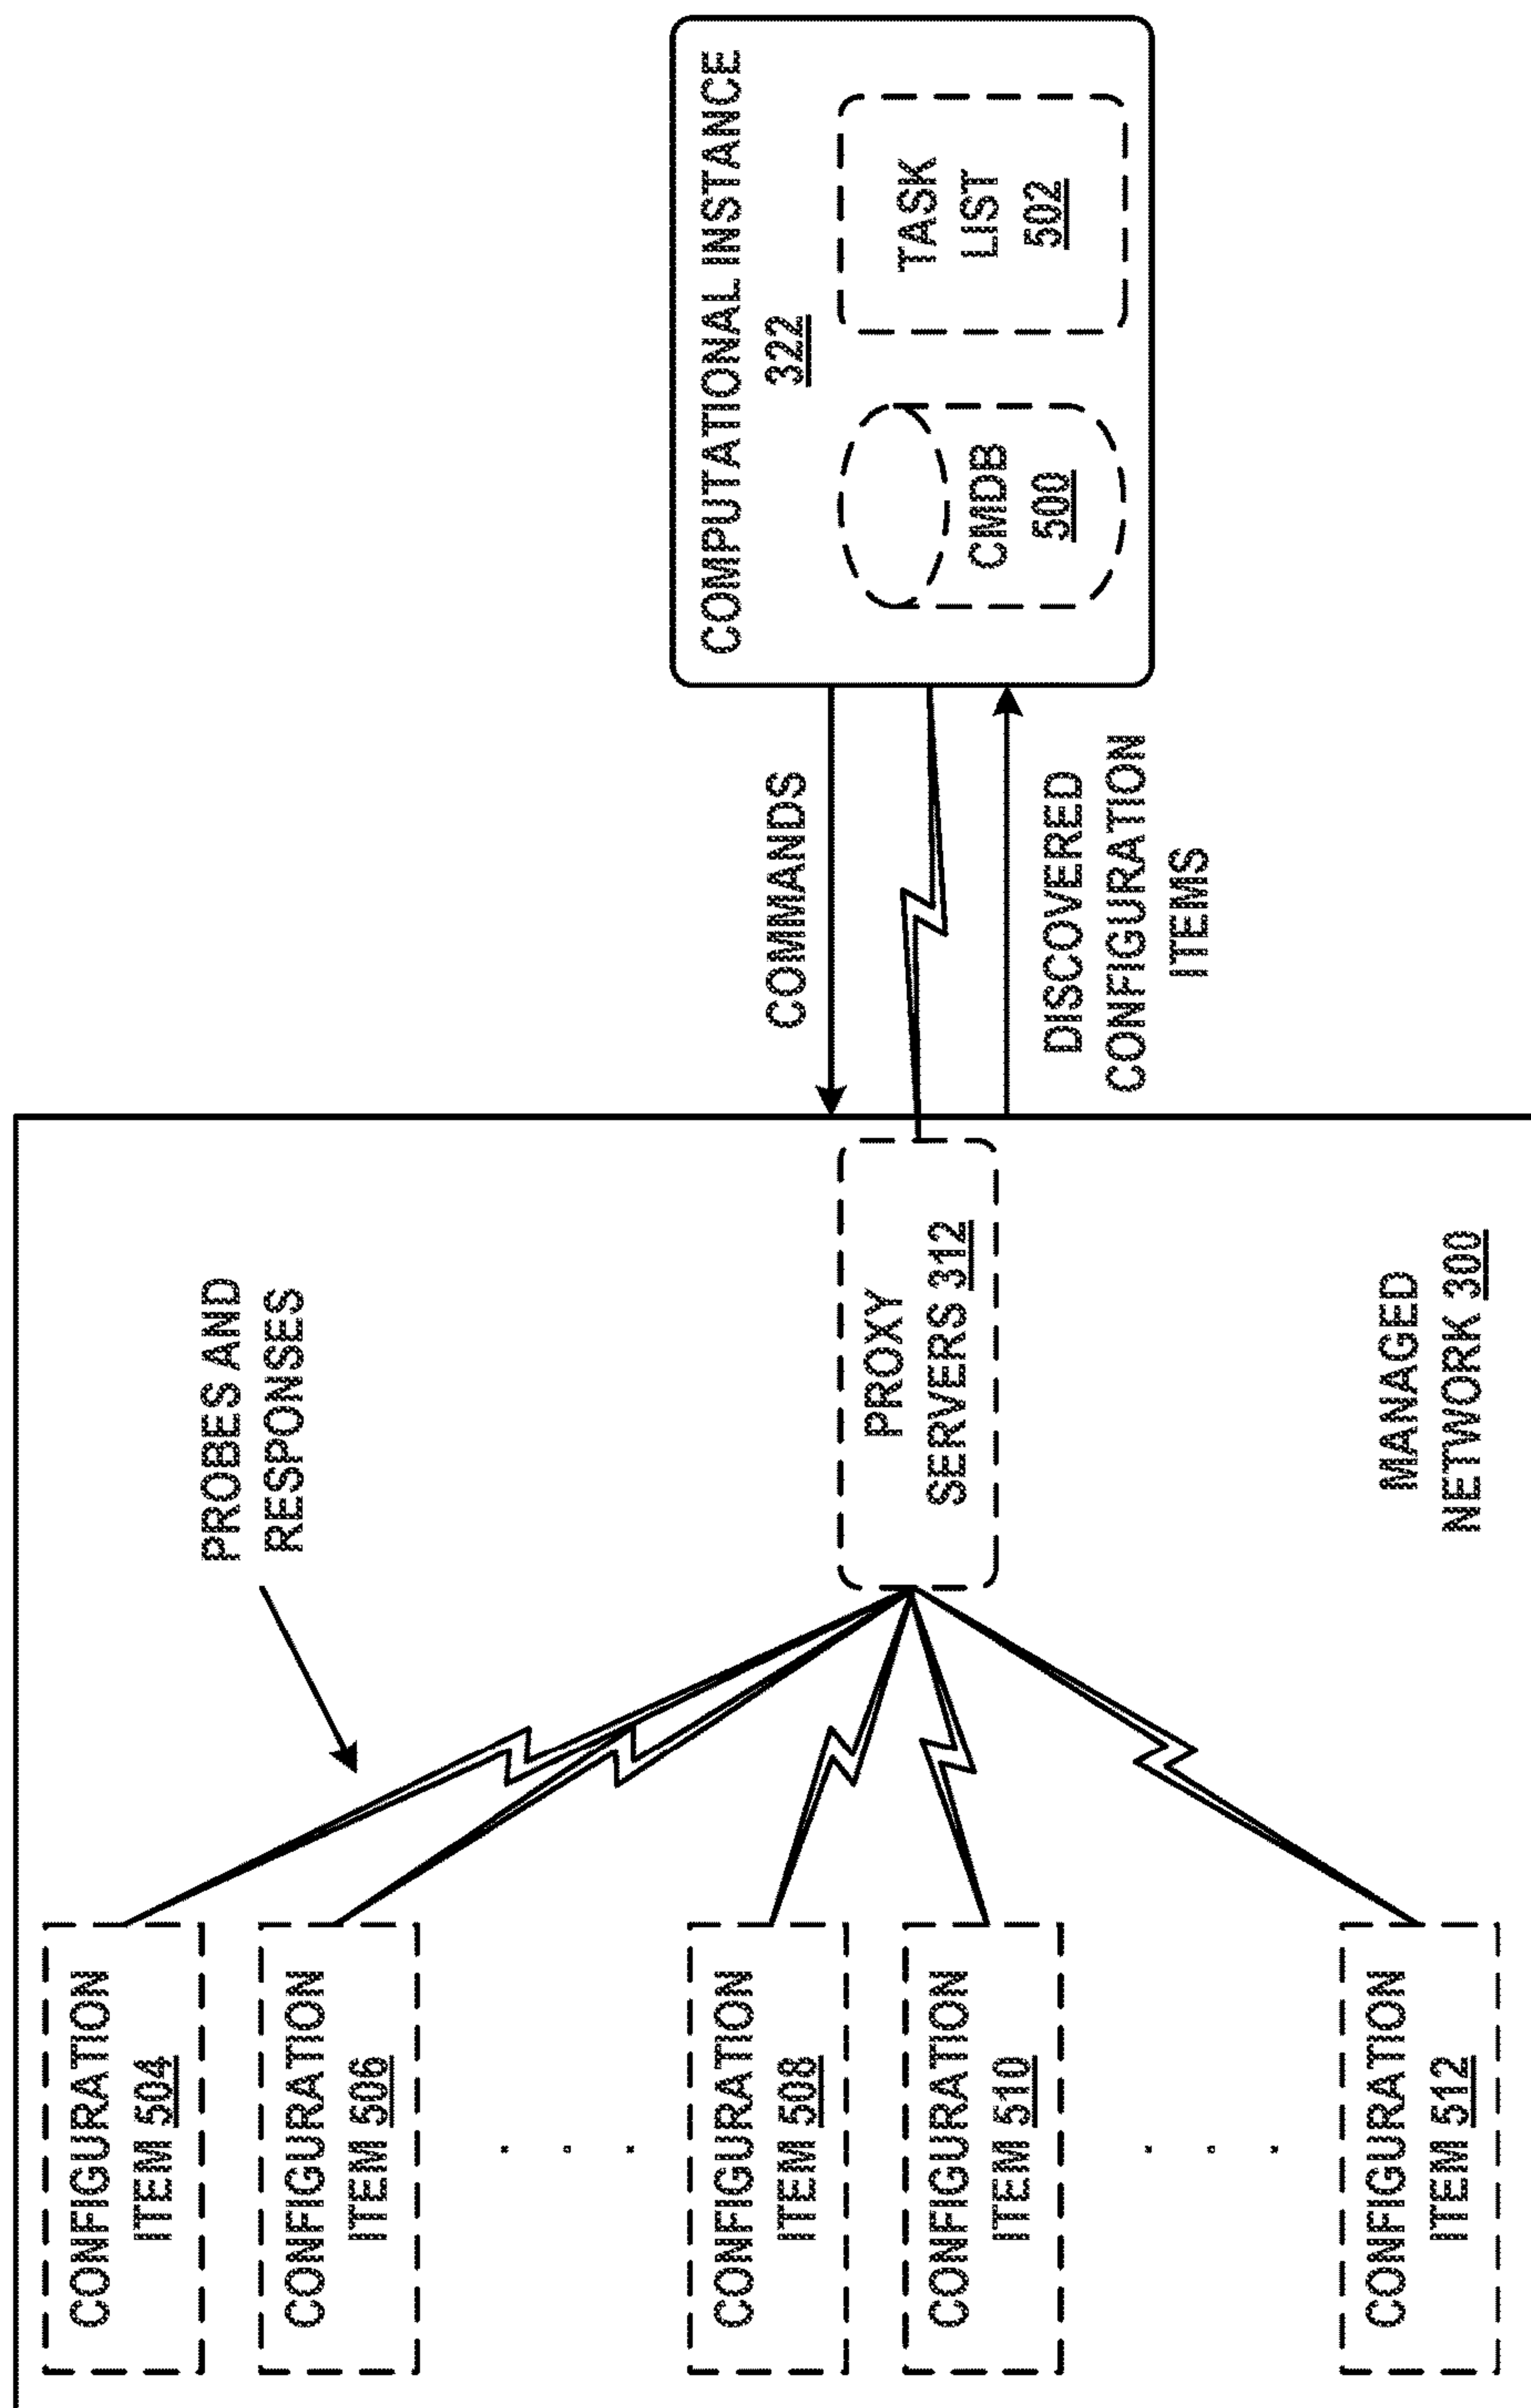 COMPUTATIONAL INSTANCE
322
CMDB
500
TASK
LIST
502
COMMANDS
DISCOVERED
CONFIGURATION
ITEMS
PROBES AND
RESPONSES
PROXY
SERVERS 312
MANAGED
NETWORK 300
CONFIGURATION
ITEM 504
CONFIGURATION
ITEM 506
CONFIGURATION
ITEM 508
CONFIGURATION
ITEM 510
CONFIGURATION
ITEM 512